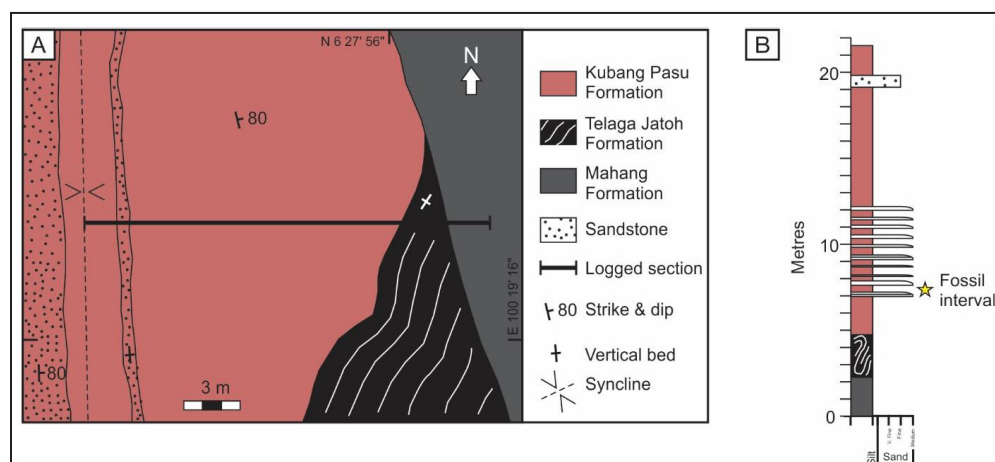 A
N 6 27' 56"
N
80
80
3 m
E 100 19' 16"
Kubang Pasu
Formation
Telaga Jatoh
Formation
Mahang
Formation
Sandstone
Logged section
80 Strike & dip
Vertical bed
Syncline
B
20
10
0
Metres
Fossil
interval
Silt
V. Fine
Fine
Medium
Sand